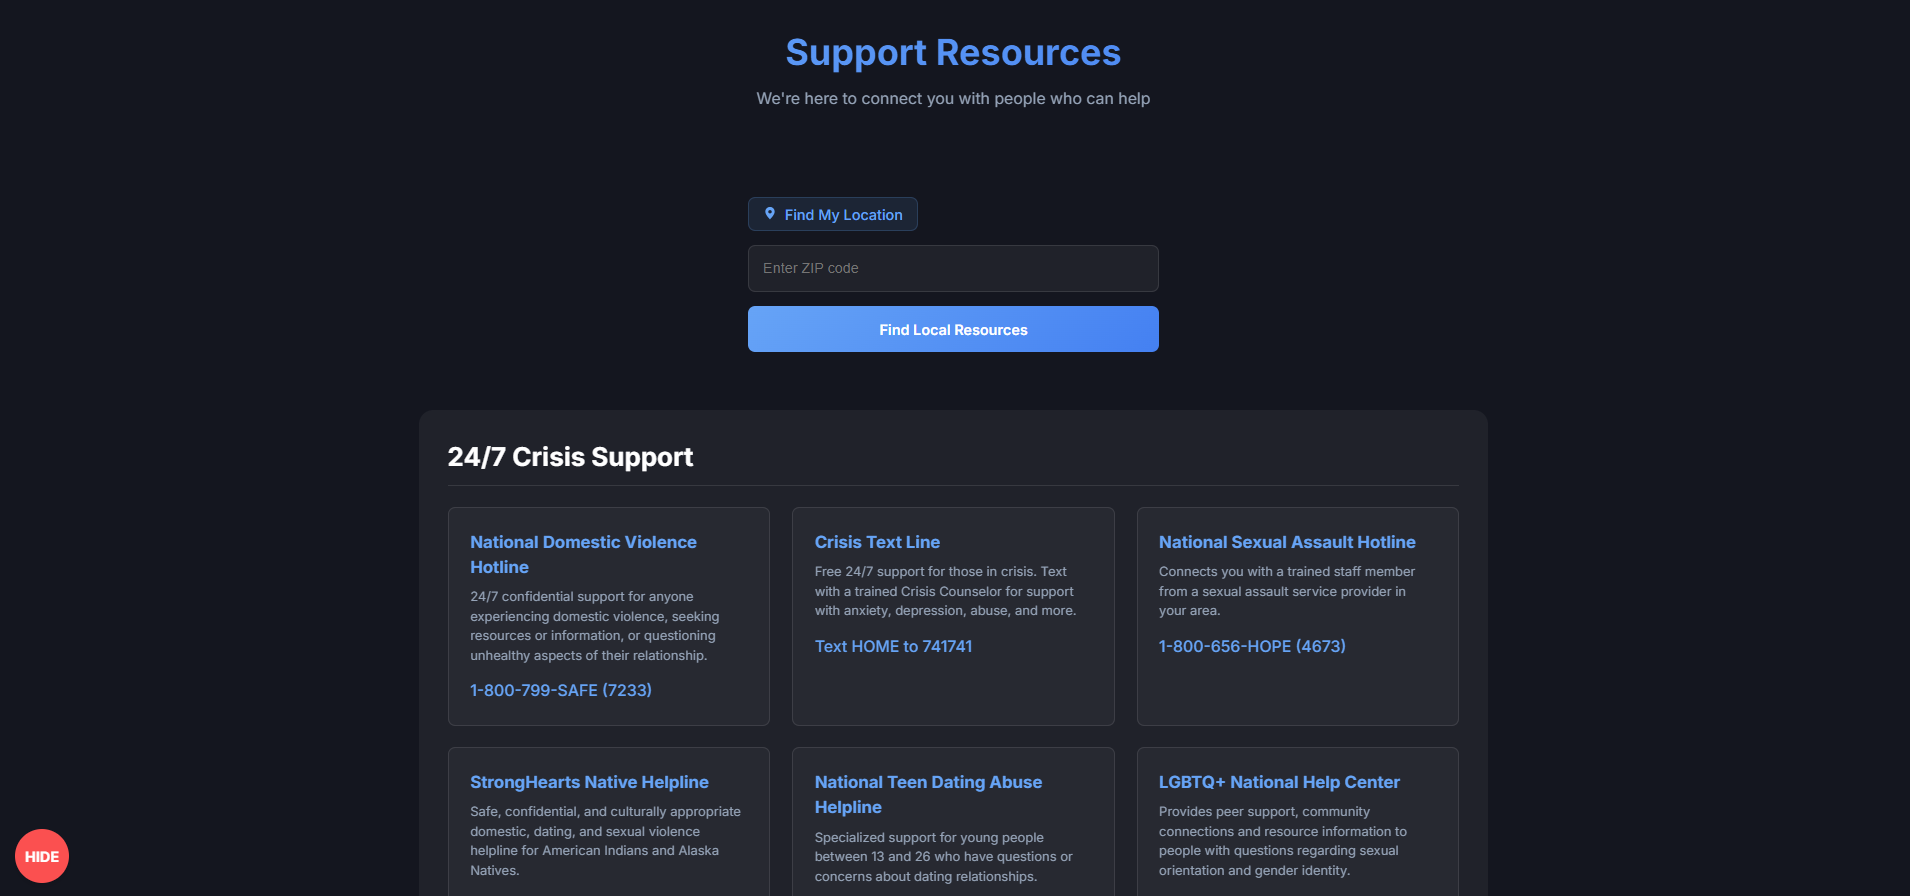 Support Resources
We're here to connect you with people who can help
Find My Location
Enter ZIP code
Find Local Resources
24/7 Crisis Support
National Domestic Violence
Hotline
24/7 confidential support for anyone
experiencing domestic violence, seeking
resources or information, or questioning
unhealthy aspects of their relationship.
1-800-799-SAFE (7233)
Crisis Text Line
Free 24/7 support for those in crisis. Text
with a trained Crisis Counselor for support
with anxiety, depression, abuse, and more.
Text HOME to 741741
National Sexual Assault Hotline
Connects you with a trained staff member
from a sexual assault service provider in
your area.
1-800-656-HOPE (4673)
StrongHearts Native Helpline
Safe, confidential, and culturally appropriate
domestic, dating, and sexual violence
helpline for American Indians and Alaska
Natives.
National Teen Dating Abuse
Helpline
Specialized support for young people
between 13 and 26 who have questions or
concerns about dating relationships.
LGBTQ+ National Help Center
Provides peer support, community
connections and resource information to
people with questions regarding sexual
orientation and gender identity.
HIDE